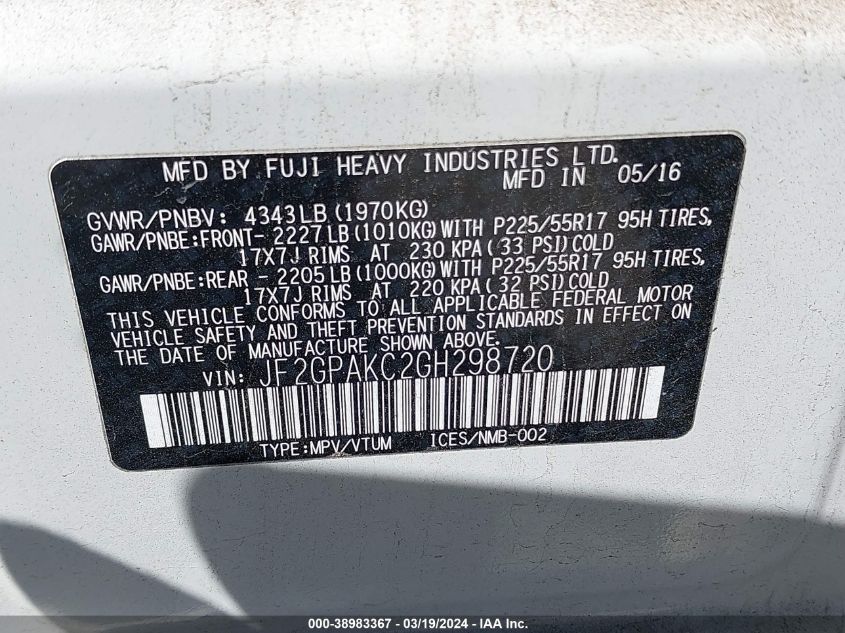 MFD BY FUJI HEAVY INDUSTRIES LTD.
MFD IN 05/16
GVWR/PNBV: 4343LB (1970KG)
GAWR/PNBE:FRONT- 2227LB(1010KG)WITH P225/55R17 95H TIRES,
17X7J RIMS AT 230 KPA( 33 PSI)COLD
GAWR/PNBE:REAR - 2205LB(1000KG)WITH P225/55R17 95H TIRES,
17X7J RIMS AT 220 KPA( 32 PSI)COLD
THIS VEHICLE CONFORMS TO ALL APPLICABLE FEDERAL MOTOR
VEHICLE SAFETY AND THEFT PREVENTION STANDARDS IN EFFECT ON
THE DATE OF MANUFACTURE SHOWN ABOVE.
VIN: JF2GPAKC2GH298720
TYPE:MPV/VTUM ICES/NMB-002
000-38983367 - 03/19/2024 - IAA Inc.